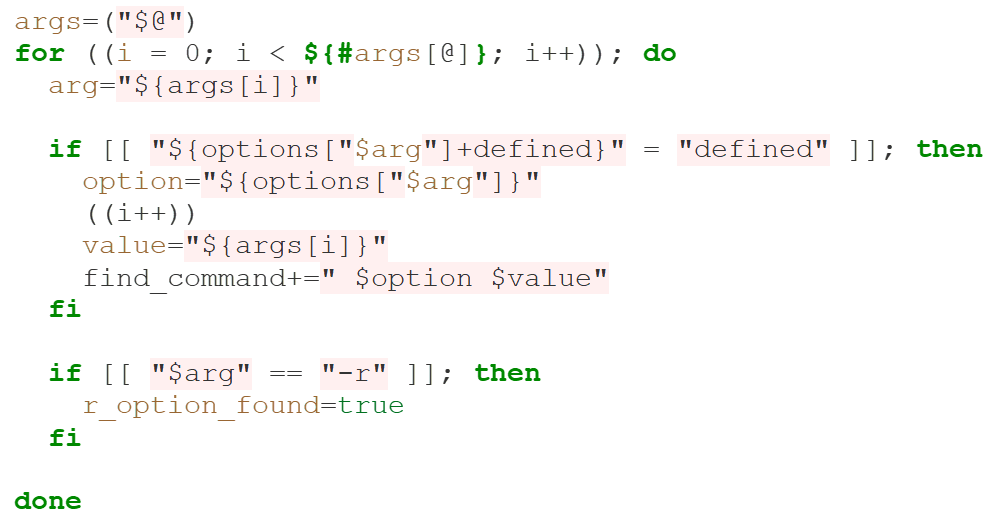 args=("$@")
for ((i = 0; i < ${#args[@]}; i++)); do
  arg="${args[i]}"

  if [[ "${options["$arg"]+defined}" = "defined" ]]; then
    option="${options["$arg"]}"
    ((i++))
    value="${args[i]}"
    find_command+=" $option $value"
  fi

  if [[ "$arg" == "-r" ]]; then
    r_option_found=true
  fi

done